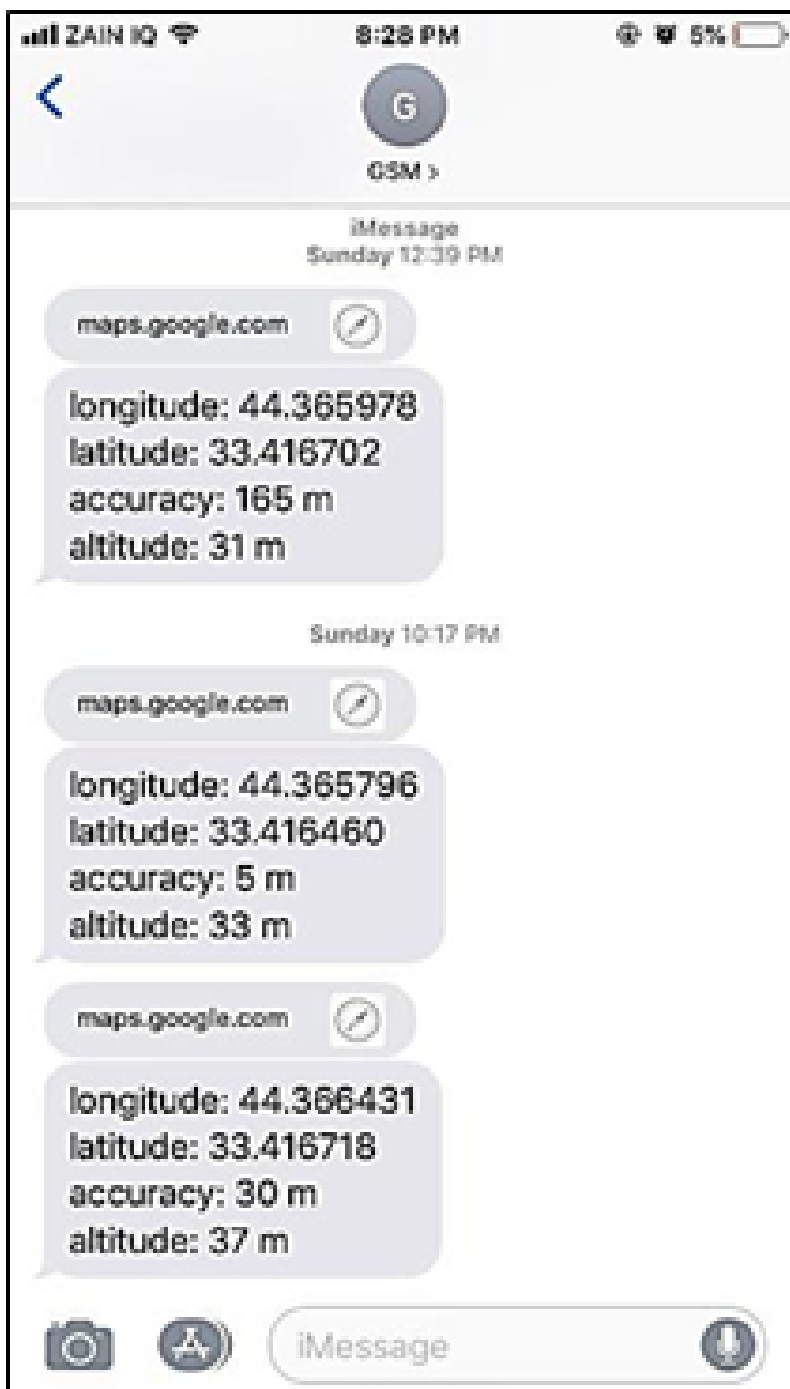 ZAIN IQ 8:28 PM 5%
G
GSM >
iMessage
Sunday 12:39 PM
maps.google.com
longitude: 44.365978
latitude: 33.416702
accuracy: 165 m
altitude: 31 m
Sunday 10:17 PM
maps.google.com
longitude: 44.365796
latitude: 33.416460
accuracy: 5 m
altitude: 33 m
maps.google.com
longitude: 44.366431
latitude: 33.416718
accuracy: 30 m
altitude: 37 m
iMessage